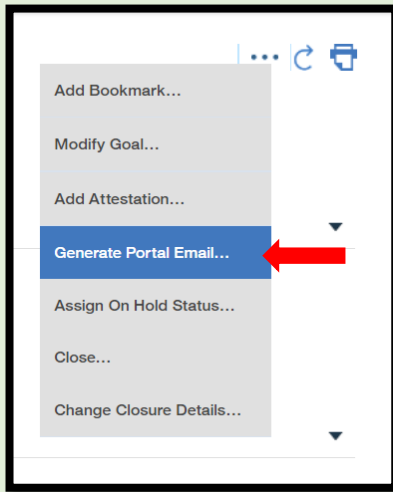 Add Bookmark...
Modify Goal...
Add Attestation...
Generate Portal Email...
Assign On Hold Status...
Close...
Change Closure Details...